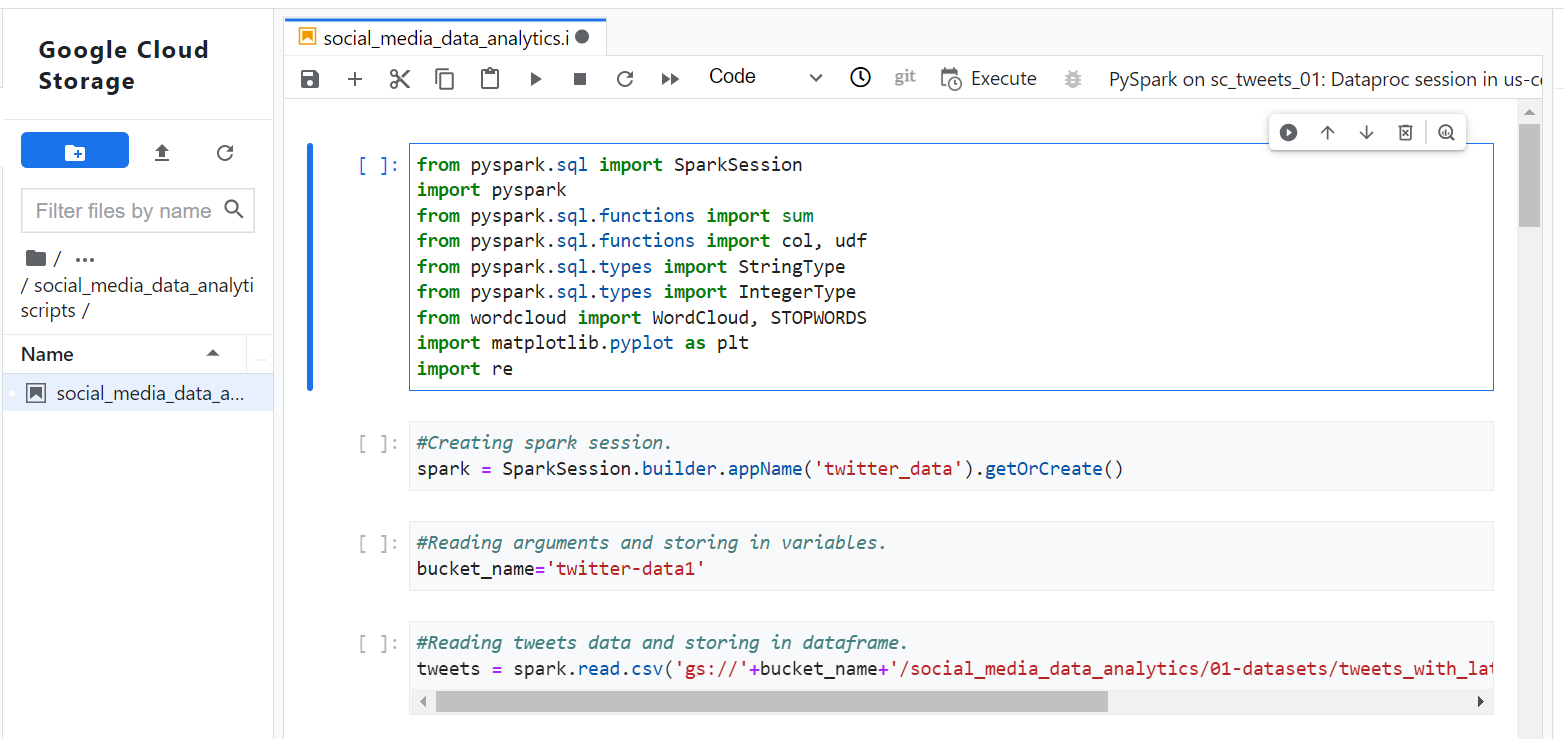 Google Cloud
Storage
Filter files by name
/ ...
/ social_media_data_analyti
scripts /
Name
...
social_media_data_a...
social_media_data_analytics.i
Code
git
Execute
PySpark on sc_tweets_01: Dataproc session in us-c
[ ]:
from pyspark.sql import SparkSession
import pyspark
from pyspark.sql.functions import sum
from pyspark.sql.functions import col, udf
from pyspark.sql.types import StringType
from pyspark.sql.types import IntegerType
from wordcloud import WordCloud, STOPWORDS
import matplotlib.pyplot as plt
import re
[ ]:
#Creating spark session.
spark = SparkSession.builder.appName('twitter_data').getOrCreate()
[ ]:
#Reading arguments and storing in variables.
bucket_name='twitter-data1'
[ ]:
#Reading tweets data and storing in dataframe.
tweets = spark.read.csv('gs://'+bucket_name+'/social_media_data_analytics/01-datasets/tweets_with_lat